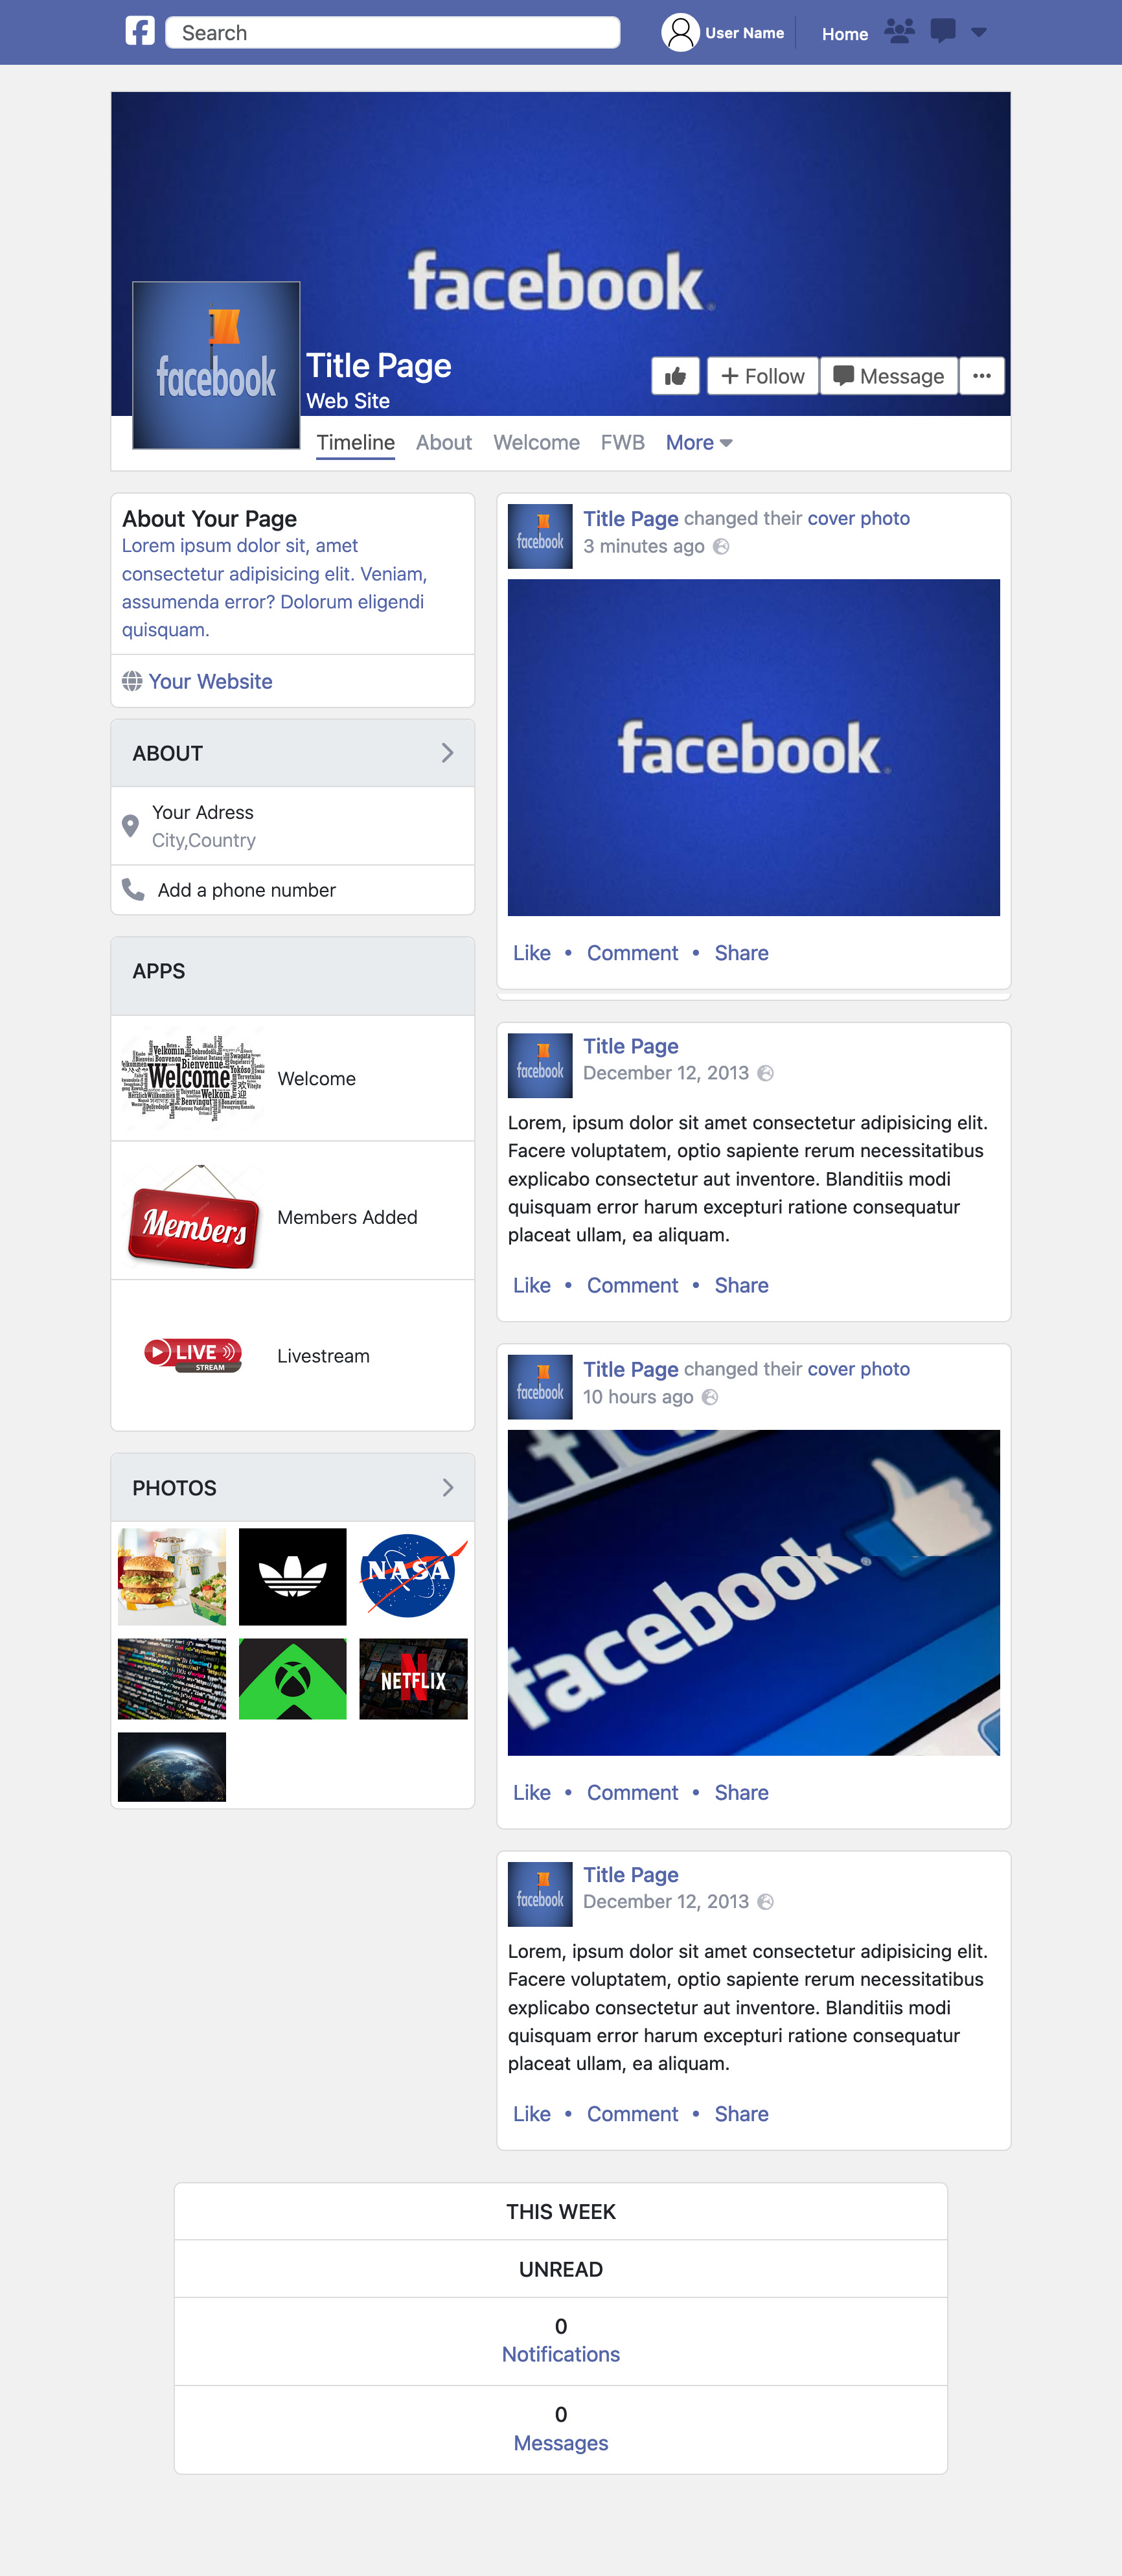 Search
User Name
Home
facebook
facebook
Title Page
Web Site
Follow
Message
Timeline
About
Welcome
FWB
More
About Your Page
Lorem ipsum dolor sit, amet
consectetur adipisicing elit. Veniam,
assumenda error? Dolorum eligendi
quisquam.
Your Website
ABOUT
Your Adress
City,Country
Add a phone number
APPS
Welcome
Welcome
Members
Members Added
LIVE
STREAM
Livestream
PHOTOS
NASA
NETFLIX
facebook
Title Page changed their cover photo
3 minutes ago
facebook
Like • Comment • Share
facebook
Title Page
December 12, 2013
Lorem, ipsum dolor sit amet consectetur adipisicing elit.
Facere voluptatem, optio sapiente rerum necessitatibus
explicabo consectetur aut inventore. Blanditiis modi
quisquam error harum excepturi ratione consequatur
placeat ullam, ea aliquam.
Like • Comment • Share
facebook
Title Page changed their cover photo
10 hours ago
facebook
Like • Comment • Share
facebook
Title Page
December 12, 2013
Lorem, ipsum dolor sit amet consectetur adipisicing elit.
Facere voluptatem, optio sapiente rerum necessitatibus
explicabo consectetur aut inventore. Blanditiis modi
quisquam error harum excepturi ratione consequatur
placeat ullam, ea aliquam.
Like • Comment • Share
THIS WEEK
UNREAD
0
Notifications
0
Messages